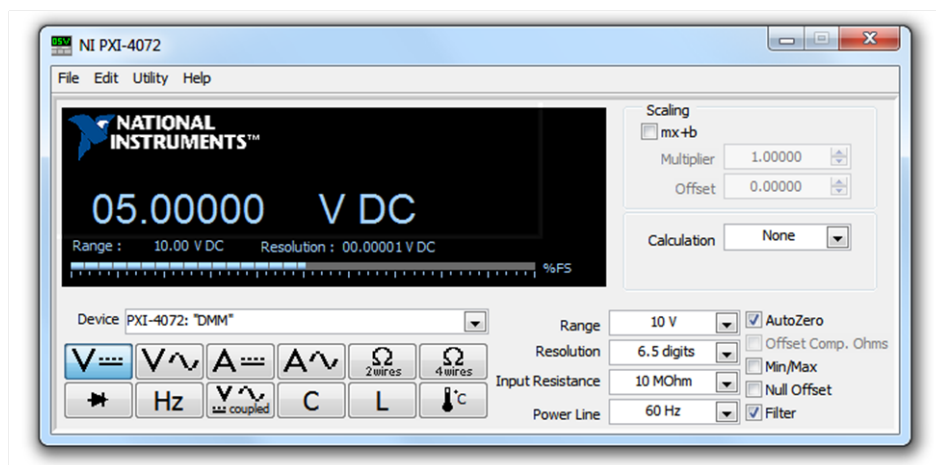 NI PXI-4072
File Edit Utility Help
NATIONAL
INSTRUMENTS™
05.00000 V DC
Range : 10.00 V DC Resolution : 00.00001 V DC
%FS
Scaling
mx+b
Multiplier 1.00000
Offset 0.00000
Calculation None
Device PXI-4072: "DMM"
V V A A Ω 2wires Ω 4wires
Hz V coupled C L °C
Range 10 V
Resolution 6.5 digits
Input Resistance 10 MOhm
Power Line 60 Hz
AutoZero
Offset Comp. Ohms
Min/Max
Null Offset
Filter